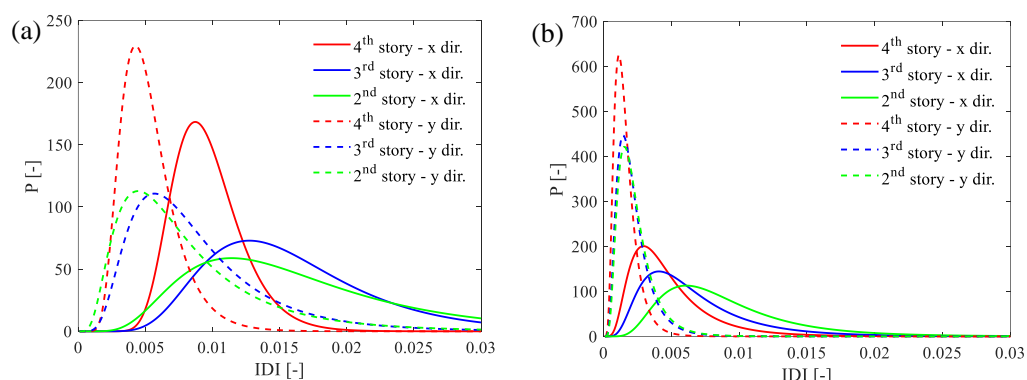 (a)
P [-]
250
200
150
100
50
0
0 0.005 0.01 0.015 0.02 0.025 0.03
IDI [-]
4th story - x dir.
3rd story - x dir.
2nd story - x dir.
4th story - y dir.
3rd story - y dir.
2nd story - y dir.
(b)
P [-]
700
600
500
400
300
200
100
0
0 0.005 0.01 0.015 0.02 0.025 0.03
IDI [-]
4th story - x dir.
3rd story - x dir.
2nd story - x dir.
4th story - y dir.
3rd story - y dir.
2nd story - y dir.